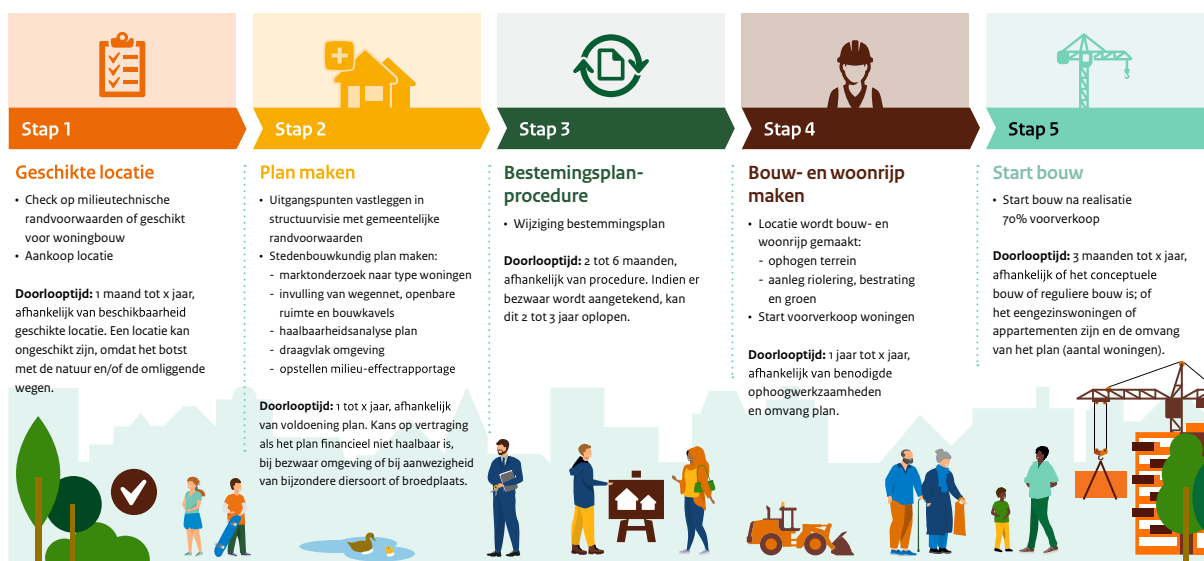 Stap 1
Geschikte locatie
• Check op milieutechnische
randvoorwaarden of geschikt
voor woningbouw
• Aankoop locatie
Doorlooptijd: 1 maand tot x jaar,
afhankelijk van beschikbaarheid
geschikte locatie. Een locatie kan
ongeschikt zijn, omdat het botst
met de natuur en/of de omliggende
wegen.
Stap 2
Plan maken
• Uitgangspunten vastleggen in
structuurvisie met gemeentelijke
randvoorwaarden
• Stedenbouwkundig plan maken:
- marktonderzoek naar type woningen
- invulling van wegennet, openbare
ruimte en bouwkavels
- haalbaarheidsanalyse plan
- draagvlak omgeving
- opstellen milieu-effectrapportage
Doorlooptijd: 1 tot x jaar, afhankelijk
van voldoening plan. Kans op vertraging
als het plan financieel niet haalbaar is,
bij bezwaar omgeving of bij aanwezigheid
van bijzondere diersoort of broedplaats.
Stap 3
Bestemingsplan-
procedure
• Wijziging bestemmingsplan
Doorlooptijd: 2 tot 6 maanden,
afhankelijk van procedure. Indien er
bezwaar wordt aangetekend, kan
dit 2 tot 3 jaar oplopen.
Stap 4
Bouw- en woonrijp
maken
• Locatie wordt bouw- en
woonrijp gemaakt:
- ophogen terrein
- aanleg riolering, bestrating
en groen
• Start voorverkoop woningen
Doorlooptijd: 1 jaar tot x jaar,
afhankelijk van benodigde
ophoogwerkzaamheden
en omvang plan.
Stap 5
Start bouw
• Start bouw na realisatie
70% voorverkoop
Doorlooptijd: 3 maanden tot x jaar,
afhankelijk of het conceptuele
bouw of reguliere bouw is; of
het eengezinswoningen of
appartementen zijn en de omvang
van het plan (aantal woningen).